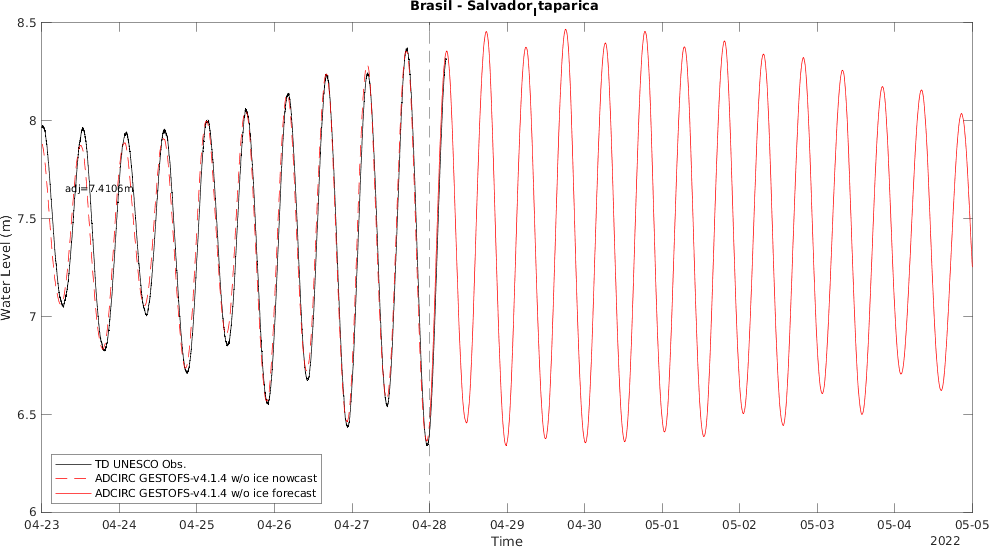 Brasil - Salvador taparica
8.5
8
7.5
7
6.5
6
Water Level (m)
adj=7.4106m
TD UNESCO Obs.
ADCIRC GESTOFS-v4.1.4 w/o ice nowcast
ADCIRC GESTOFS-v4.1.4 w/o ice forecast
04-23 04-24 04-25 04-26 04-27 04-28 04-29 04-30 05-01 05-02 05-03 05-04 05-05
Time
2022